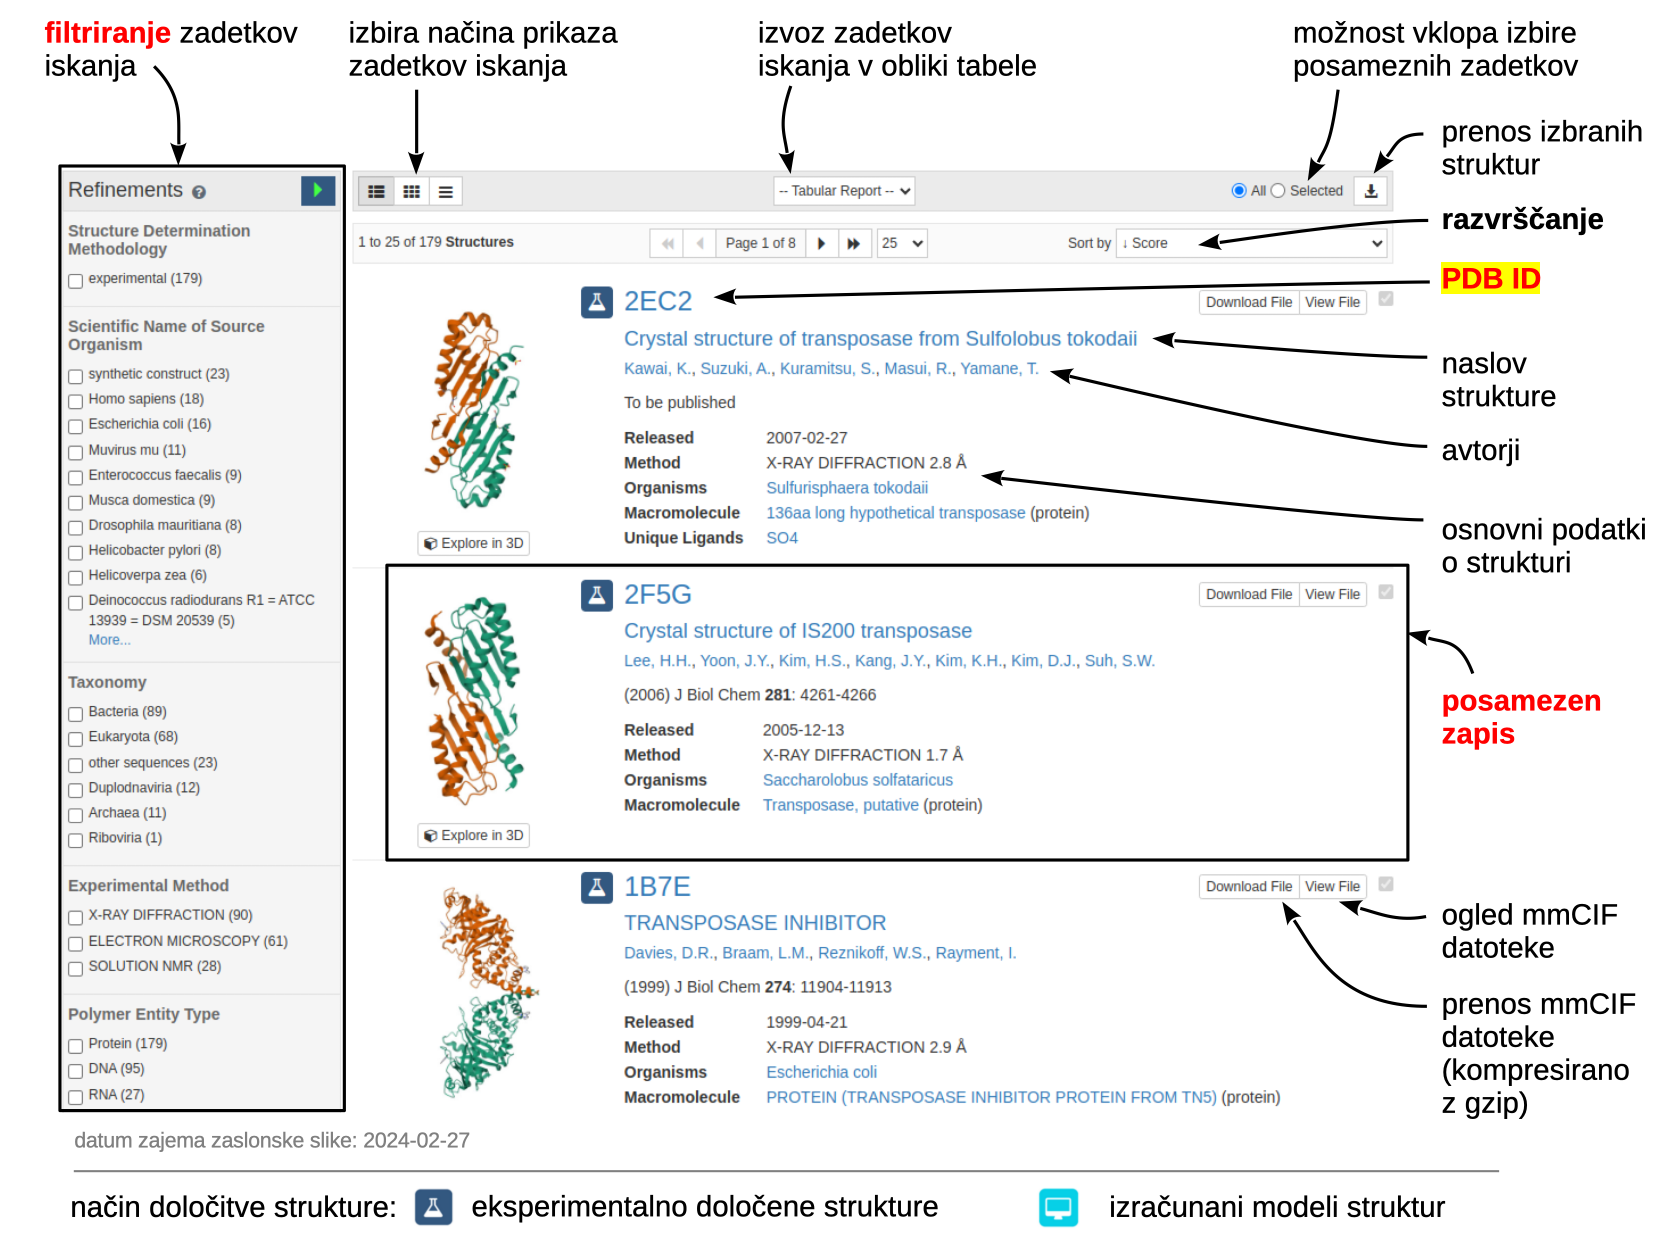 filtriranje zadetkov
iskanja
izbira načina prikaza
zadetkov iskanja
izvoz zadetkov
iskanja v obliki tabele
možnost vklopa izbire
posameznih zadetkov
prenos izbranih
struktur
Refinements ?
-- Tabular Report --
All Selected
razvrščanje
1 to 25 of 179 Structures
Page 1 of 8
25
Sort by ↓ Score
PDB ID
Structure Determination
Methodology
experimental (179)
Scientific Name of Source
Organism
synthetic construct (23)
Homo sapiens (18)
Escherichia coli (16)
Muvirus mu (11)
Enterococcus faecalis (9)
Musca domestica (9)
Drosophila mauritiana (8)
Helicobacter pylori (8)
Helicoverpa zea (6)
Deinococcus radiodurans R1 = ATCC
13939 = DSM 20539 (5)
More...
Taxonomy
Bacteria (89)
Eukaryota (68)
other sequences (23)
Duplodnaviria (12)
Archaea (11)
Riboviria (1)
Experimental Method
X-RAY DIFFRACTION (90)
ELECTRON MICROSCOPY (61)
SOLUTION NMR (28)
Polymer Entity Type
Protein (179)
DNA (95)
RNA (27)
2EC2
Download File View File
Crystal structure of transposase from Sulfolobus tokodaii
Kawai, K., Suzuki, A., Kuramitsu, S., Masui, R., Yamane, T.
To be published
Released 2007-02-27
Method X-RAY DIFFRACTION 2.8 Å
Organisms Sulfurisphaera tokodaii
Macromolecule 136aa long hypothetical transposase (protein)
Unique Ligands SO4
Explore in 3D
naslov
strukture
avtorji
osnovni podatki
o strukturi
2F5G
Download File View File
Crystal structure of IS200 transposase
Lee, H.H., Yoon, J.Y., Kim, H.S., Kang, J.Y., Kim, K.H., Kim, D.J., Suh, S.W.
(2006) J Biol Chem 281: 4261-4266
Released 2005-12-13
Method X-RAY DIFFRACTION 1.7 Å
Organisms Saccharolobus solfataricus
Macromolecule Transposase, putative (protein)
Explore in 3D
posamezen
zapis
1B7E
Download File View File
TRANSPOSASE INHIBITOR
Davies, D.R., Braam, L.M., Reznikoff, W.S., Rayment, I.
(1999) J Biol Chem 274: 11904-11913
Released 1999-04-21
Method X-RAY DIFFRACTION 2.9 Å
Organisms Escherichia coli
Macromolecule PROTEIN (TRANSPOSASE INHIBITOR PROTEIN FROM TN5) (protein)
ogled mmCIF
datoteke
prenos mmCIF
datoteke
(kompresirano
z gzip)
datum zajema zaslonske slike: 2024-02-27
način določitve strukture:
eksperimentalno določene strukture
izračunani modeli struktur